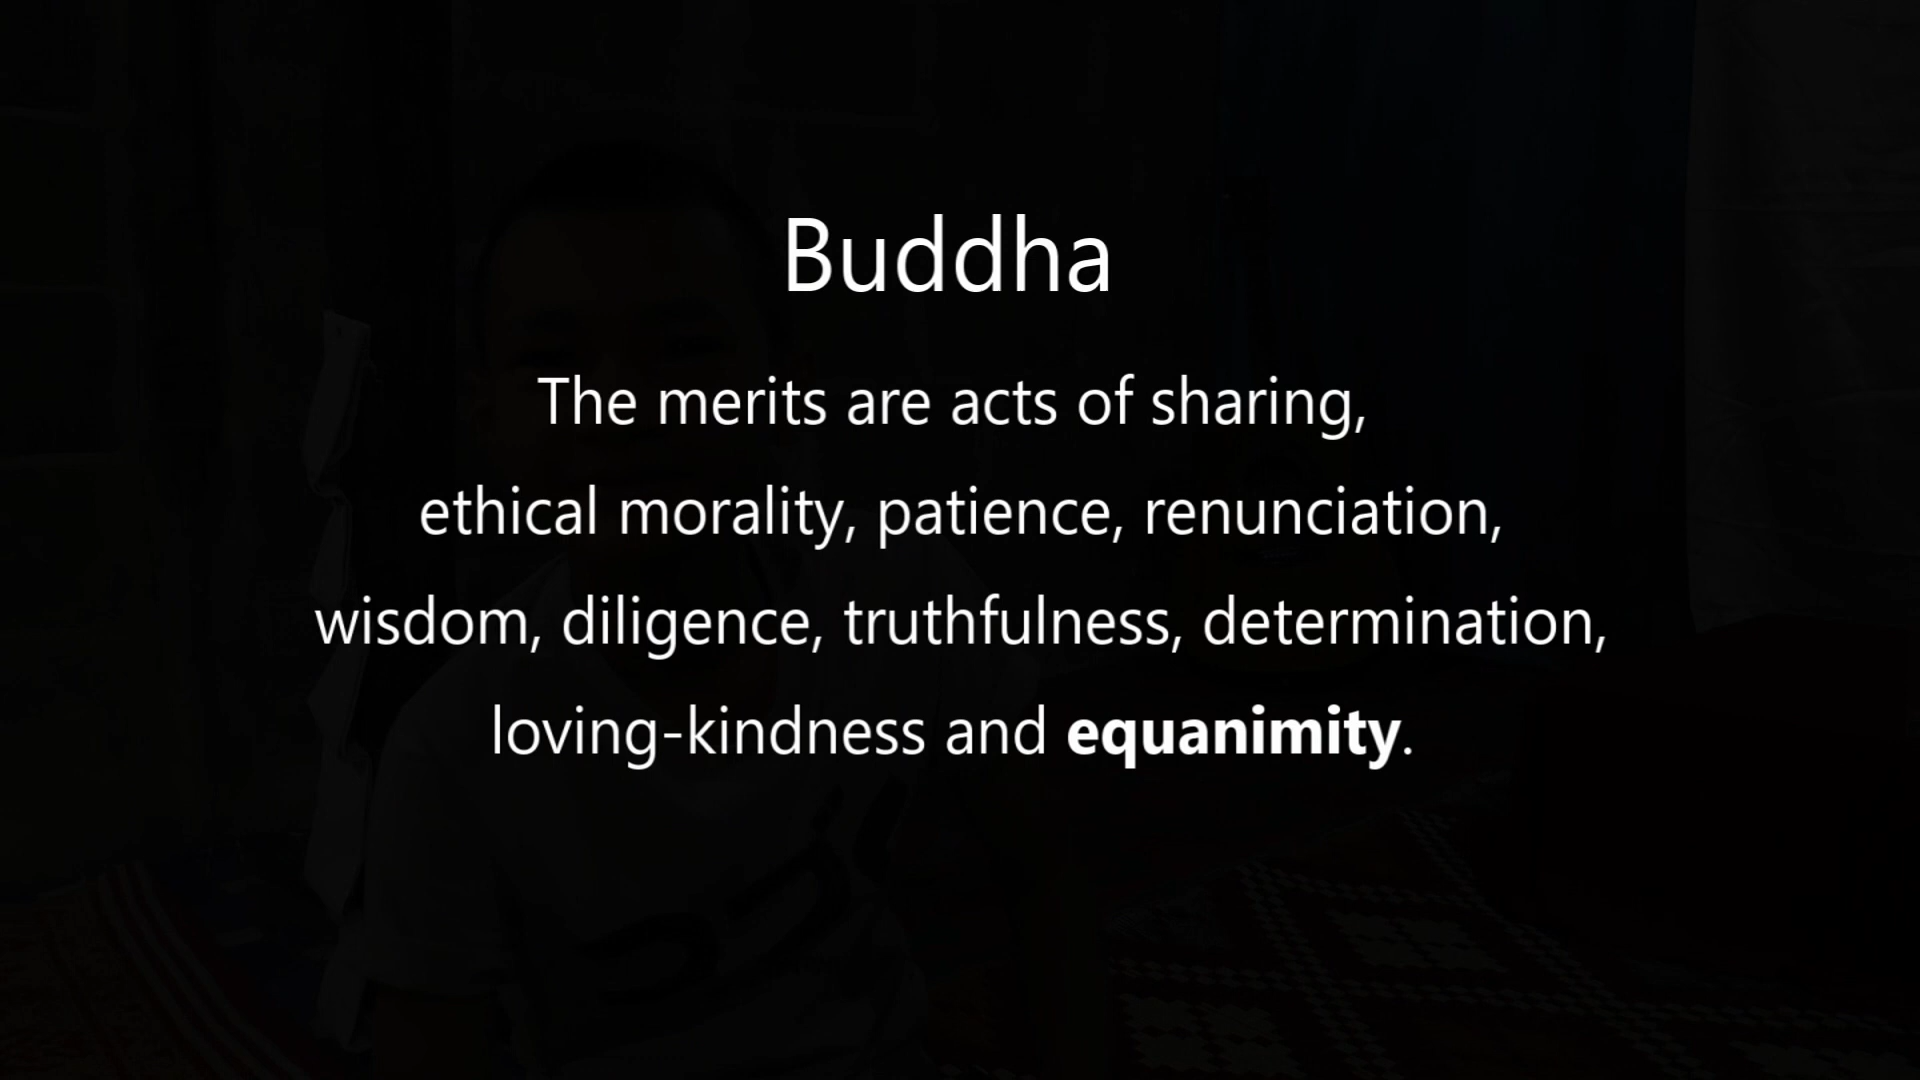 Buddha
The merits are acts of sharing,
ethical morality, patience, renunciation,
wisdom, diligence, truthfulness, determination,
loving-kindness and equanimity.